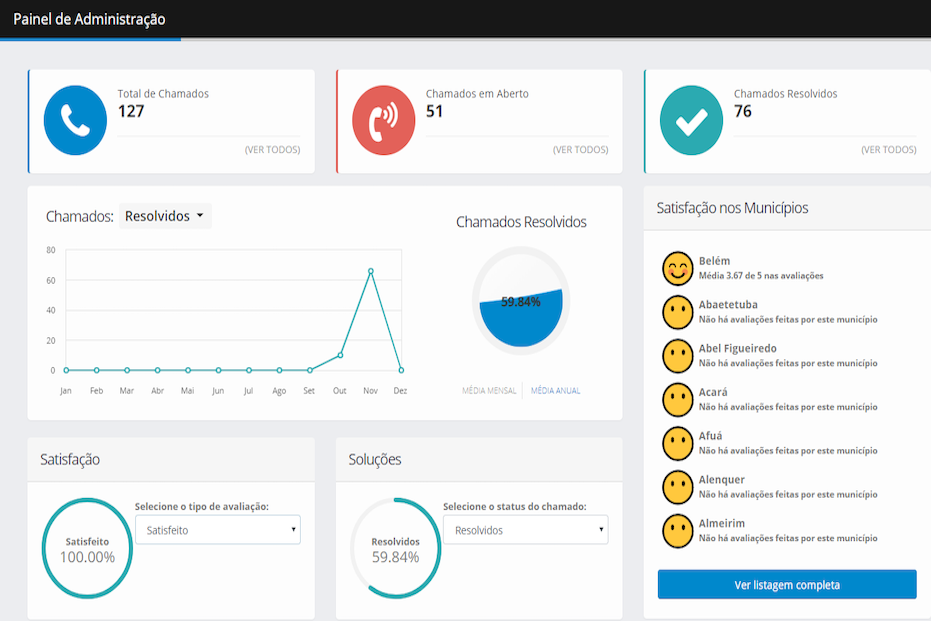 Painel de Administração
Total de Chamados
127
(VER TODOS)
Chamados em Aberto
51
(VER TODOS)
Chamados Resolvidos
76
(VER TODOS)
Chamados: Resolvidos
80
60
40
20
0
Jan Feb Mar Abr Mai Jun Jul Ago Set Out Nov Dez
Chamados Resolvidos
59.84%
MÉDIA MENSAL MÉDIA ANUAL
Satisfação nos Municípios
Belém
Média 3.67 de 5 nas avaliações
Abaetetuba
Não há avaliações feitas por este município
Abel Figueiredo
Não há avaliações feitas por este município
Acará
Não há avaliações feitas por este município
Afuá
Não há avaliações feitas por este município
Alenquer
Não há avaliações feitas por este município
Almeirim
Não há avaliações feitas por este município
Ver listagem completa
Satisfação
Satisfeito
100.00%
Selecione o tipo de avaliação:
Satisfeito
Soluções
Resolvidos
59.84%
Selecione o status do chamado:
Resolvidos